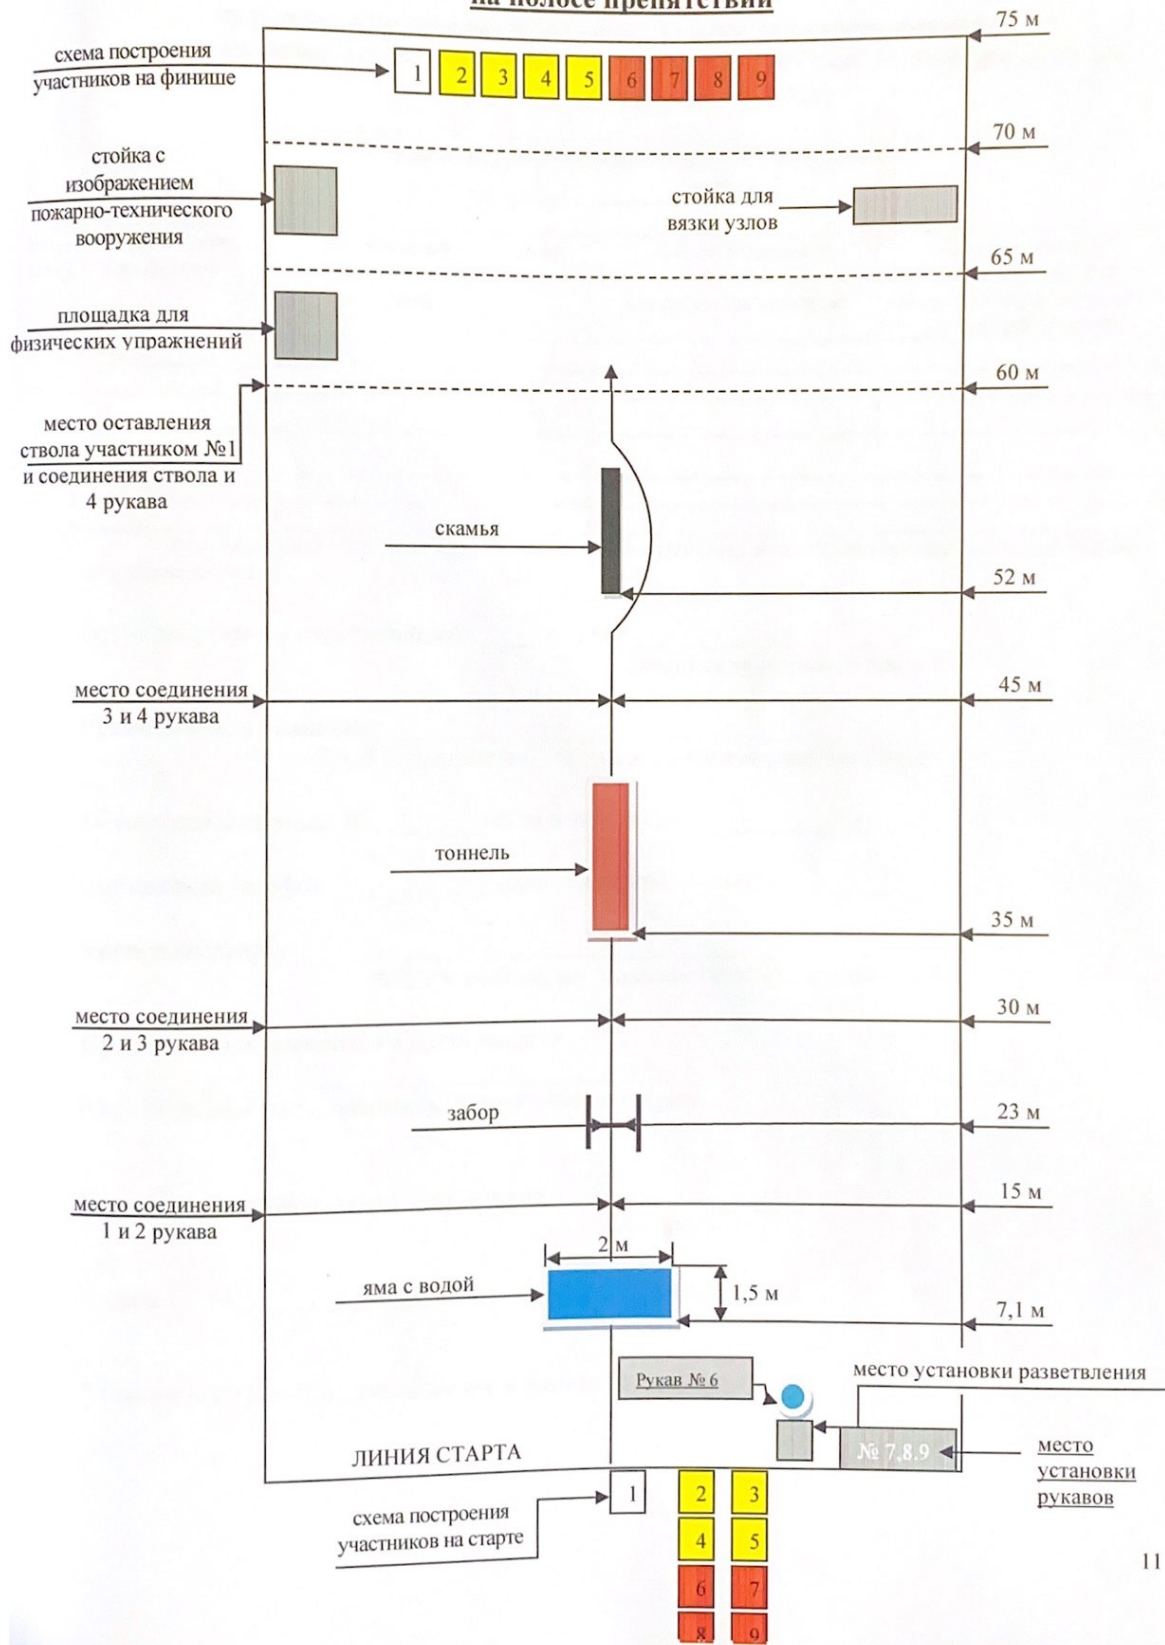 на полосе препятствий
75 м
схема построения
участников на финише
1 2 3 4 5 6 7 8 9
70 м
стойка с
изображением
пожарно-технического
вооружения
стойка для
вязки узлов
65 м
площадка для
физических упражнений
60 м
место оставления
ствола участником №1
и соединения ствола и
4 рукава
скамья
52 м
место соединения
3 и 4 рукава
45 м
тоннель
35 м
место соединения
2 и 3 рукава
30 м
забор
23 м
место соединения
1 и 2 рукава
15 м
2 м
яма с водой
1,5 м
7,1 м
Рукав № 6
место установки разветвления
ЛИНИЯ СТАРТА
№ 7,8.9
место
установки
рукавов
схема построения
участников на старте
1 2 3
4 5
6 7
8 9
11